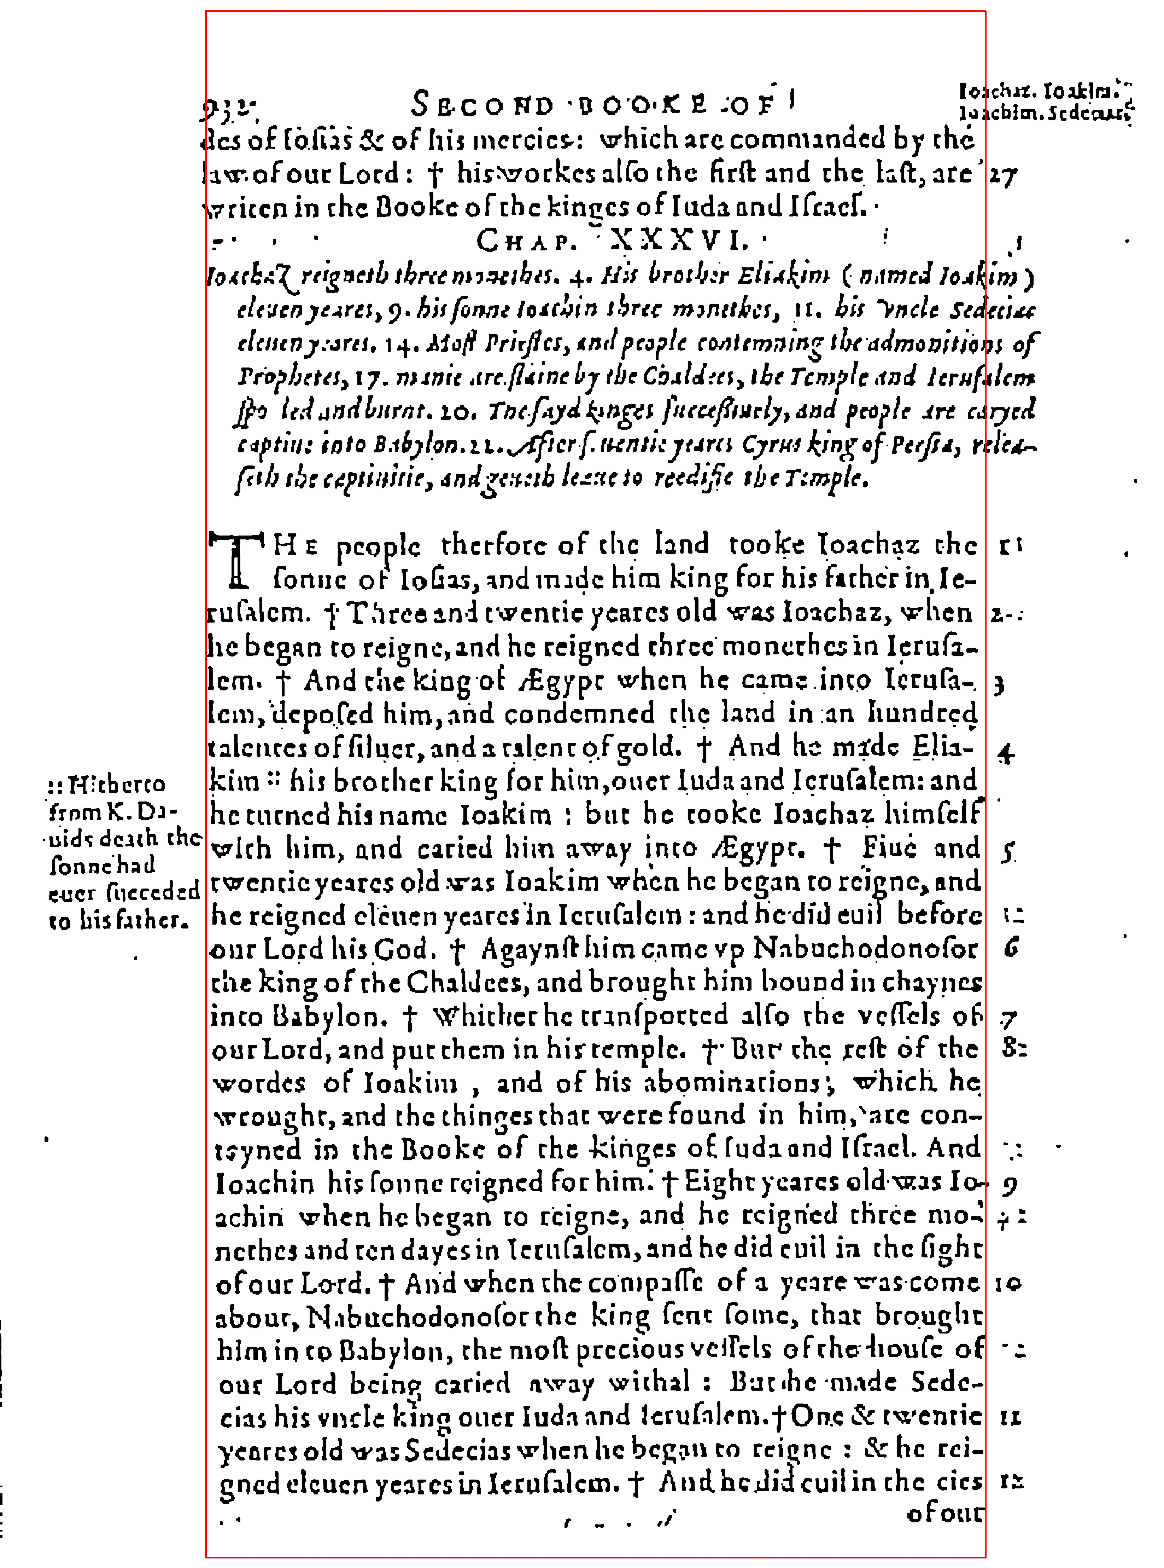 932 SECOND BOOKE OF Ioachaz. Ioakim.
Ioachim. Sedecias.
des of Iosias & of his mercies: which are commanded by the
law of our Lord: † his workes also the first and the last, are 27
writen in the Booke of the kinges of Iuda and Israel.
CHAP. XXXVI.
Ioachaz reigneth three monethes. 4. His brother Eliakim (named Ioakim)
eleuen yeares, 9. his sonne Ioachin three monethes, 11. his vncle Sedecias
eleuen yeares. 14. Most Priestes, and people contemning the admonitions of
Prophetes, 17. manie are slaine by the Chaldees, the Temple and Ierusalem
spoiled and burnt. 20. The sayd kinges successiuely, and people are caryed
captiue into Babylon. 22. After seuentie yeares Cyrus king of Persia, relea-
seth the captiuitie, and geueth leaue to reedifie the Temple.
THE people therfore of the land tooke Ioachaz the 1
sonne of Iosias, and made him king for his father in Ie-
rusalem. † Three and twentie yeares old was Ioachaz, when 2
he began to reigne, and he reigned three monethes in Ierusa-
lem. † And the king of Ægypt when he came into Ierusa- 3
lem, deposed him, and condemned the land in an hundred
talentes of siluer, and a talent of gold. † And he made Elia- 4
kim :: his brother king for him, ouer Iuda and Ierusalem: and
he turned his name Ioakim : but he tooke Ioachaz himself
with him, and caried him away into Ægypt. † Fiue and 5
twentie yeares old was Ioakim when he began to reigne, and
he reigned eleuen yeares in Ierusalem: and he did euil before
our Lord his God. † Agaynst him came vp Nabuchodonosor 6
the king of the Chaldees, and brought him bound in chaynes
into Babylon. † Whither he transported also the vessels of 7
our Lord, and put them in his temple. † But the rest of the 8
wordes of Ioakim, and of his abominations, which he
wrought, and the thinges that were found in him, are con-
teyned in the Booke of the kinges of Iuda and Israel. And
Ioachin his sonne reigned for him. † Eight yeares old was Io- 9
achin when he began to reigne, and he reigned three mo-
nethes and ten dayes in Ierusalem, and he did euil in the sight
of our Lord. † And when the compasse of a yeare was come 10
about, Nabuchodonosor the king sent some, that brought
him into Babylon, the most precious vessels of the house of
our Lord being caried away withal : But he made Sede-
cias his vncle king ouer Iuda and Ierusalem. † One & twentie 11
yeares old was Sedecias when he began to reigne : & he rei-
gned eleuen yeares in Ierusalem. † And he did euil in the eies 12
of our
:: Hitherto
from K. Da-
uids death the
sonne had
euer succeded
to his father.